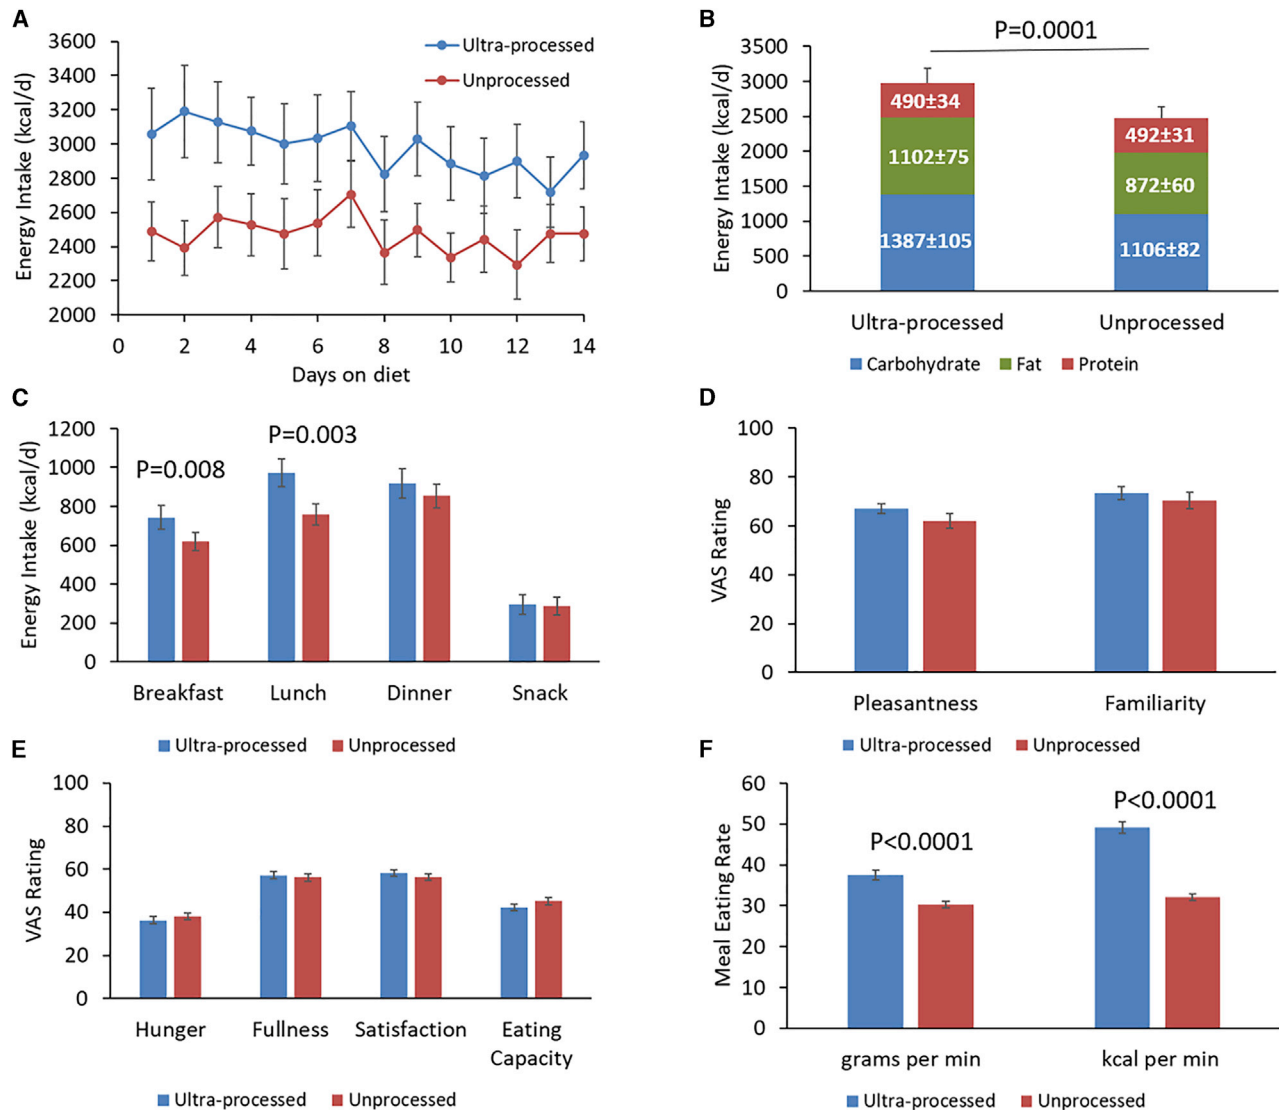 A
Energy Intake (kcal/d)
3600
3400
3200
3000
2800
2600
2400
2200
2000
0 2 4 6 8 10 12 14
Days on diet
Ultra-processed
Unprocessed
B
P=0.0001
Energy Intake (kcal/d)
3500
3000
2500
2000
1500
1000
500
0
490±34
1102±75
1387±105
492±31
872±60
1106±82
Ultra-processed Unprocessed
Carbohydrate Fat Protein
C
Energy Intake (kcal/d)
1200
1000
800
600
400
200
0
P=0.008
P=0.003
Breakfast Lunch Dinner Snack
Ultra-processed Unprocessed
D
VAS Rating
100
80
60
40
20
0
Pleasantness Familiarity
Ultra-processed Unprocessed
E
VAS Rating
100
80
60
40
20
0
Hunger Fullness Satisfaction Eating
Capacity
Ultra-processed Unprocessed
F
Meal Eating Rate
60
50
40
30
20
10
0
P<0.0001
P<0.0001
grams per min kcal per min
Ultra-processed Unprocessed